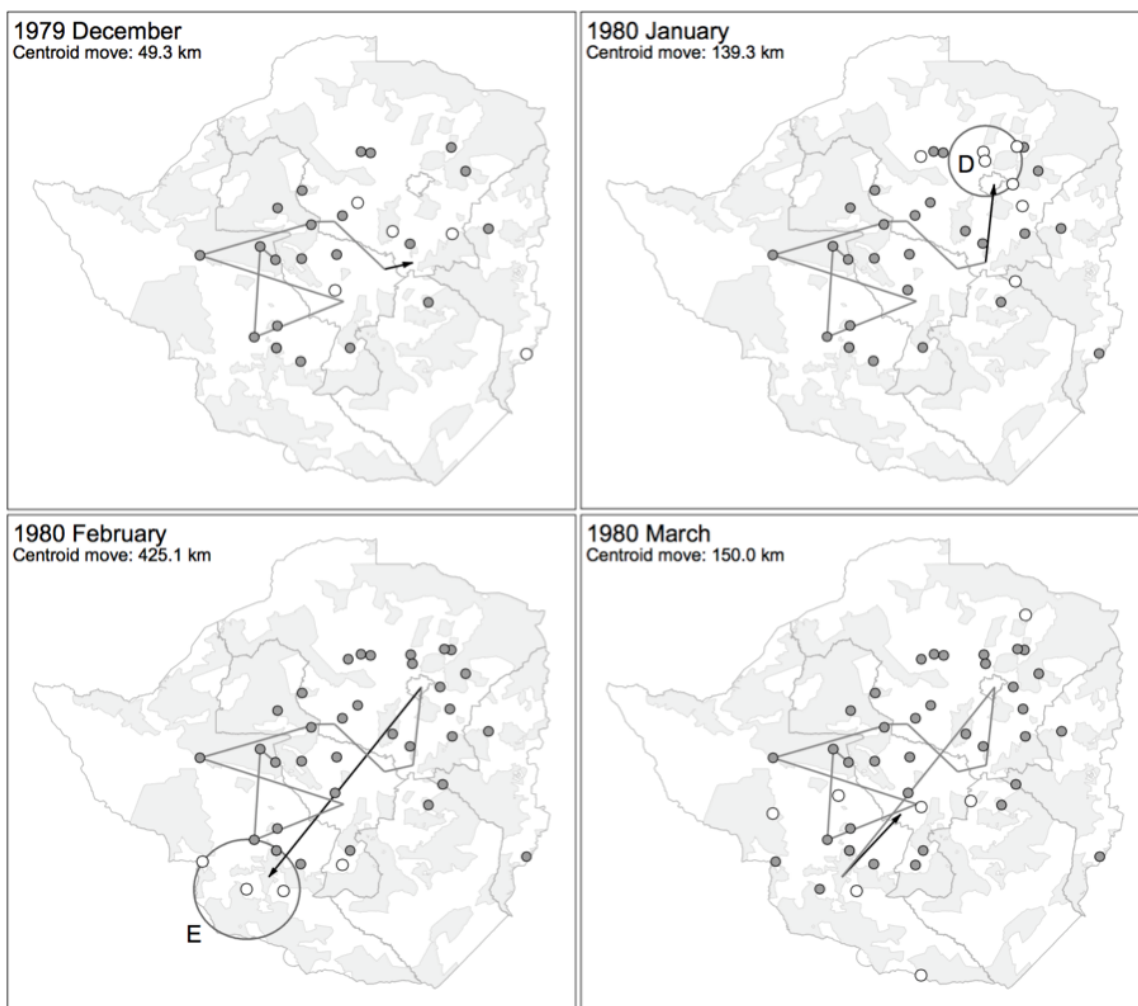 1979 December
Centroid move: 49.3 km
1980 January
Centroid move: 139.3 km
D
1980 February
Centroid move: 425.1 km
E
1980 March
Centroid move: 150.0 km